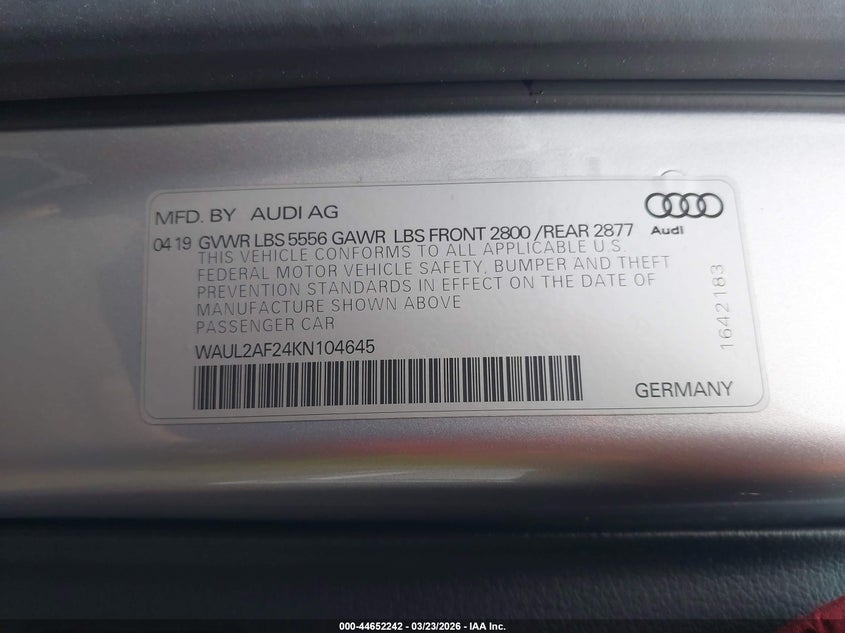 MFD. BY AUDI AG
Audi
04 19 GVWR LBS 5556 GAWR LBS FRONT 2800 /REAR 2877
THIS VEHICLE CONFORMS TO ALL APPLICABLE U.S.
FEDERAL MOTOR VEHICLE SAFETY, BUMPER AND THEFT
PREVENTION STANDARDS IN EFFECT ON THE DATE OF
MANUFACTURE SHOWN ABOVE
PASSENGER CAR
1642183
WAUL2AF24KN104645
GERMANY
000-44652242 - 03/23/2026 - IAA Inc.